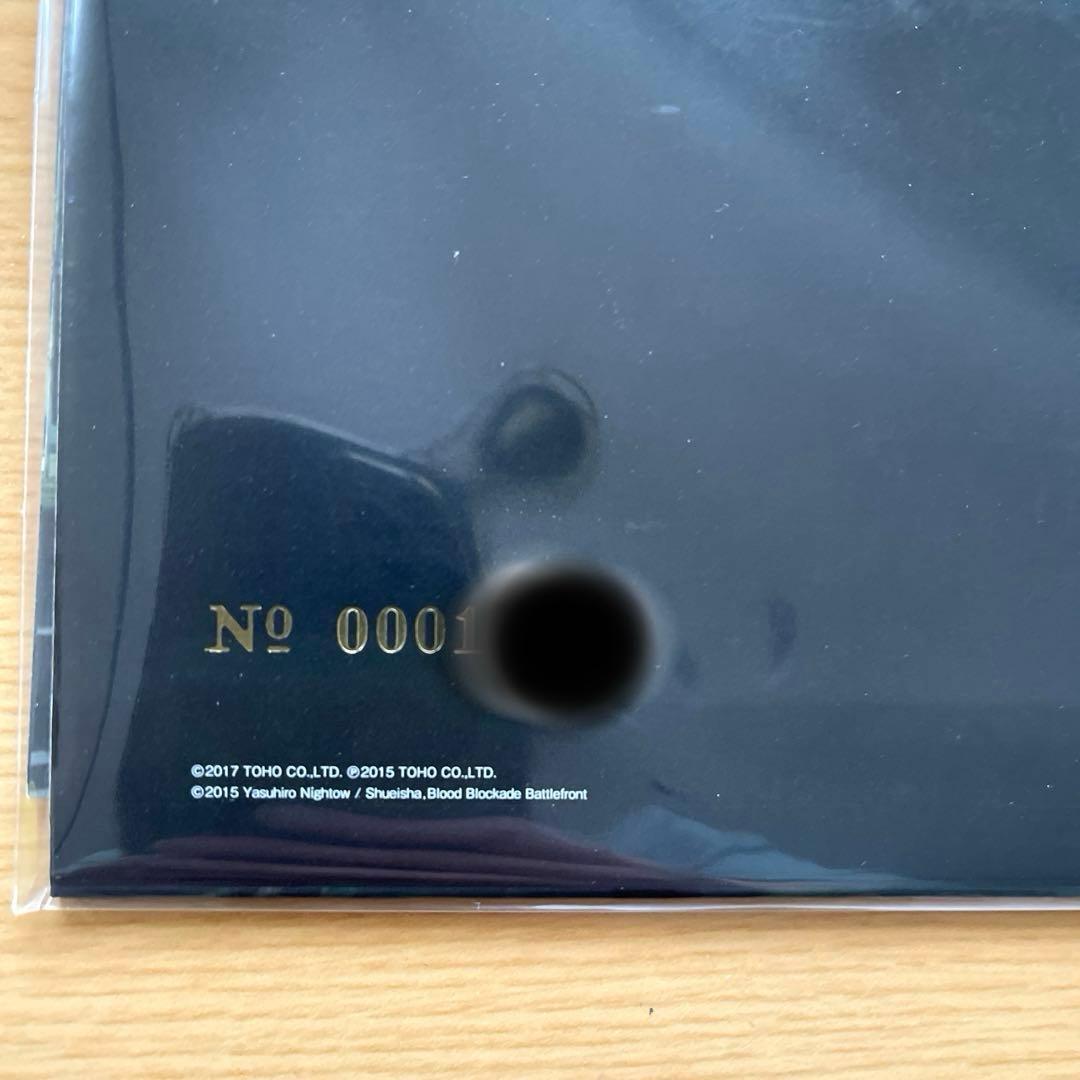 Nº 0001
©2017 TOHO CO.,LTD. ℗2015 TOHO CO.,LTD.
©2015 Yasuhiro Nightow / Shueisha,Blood Blockade Battlefront